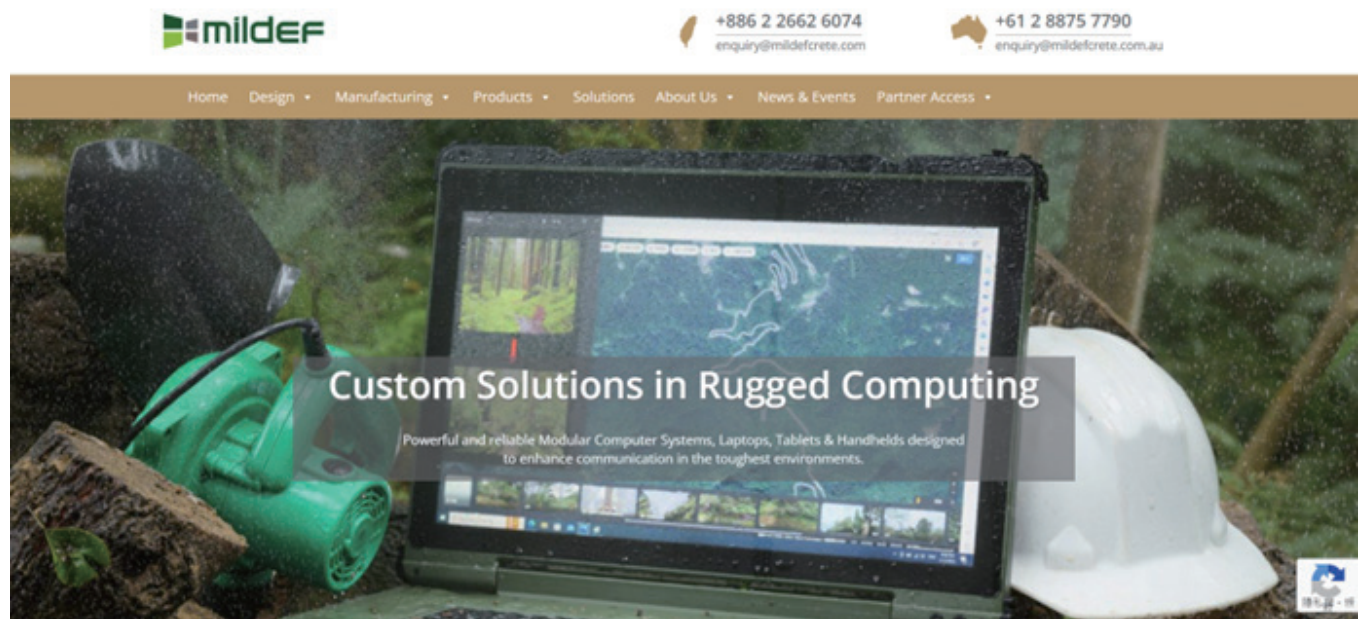 mildef
+886 2 2662 6074
enquiry@mildefcrete.com
+61 2 8875 7790
enquiry@mildefcrete.com.au
Home Design Manufacturing Products Solutions About Us News & Events Partner Access
Custom Solutions in Rugged Computing
Powerful and reliable Modular Computer Systems, Laptops, Tablets & Handhelds designed
to enhance communication in the toughest environments.